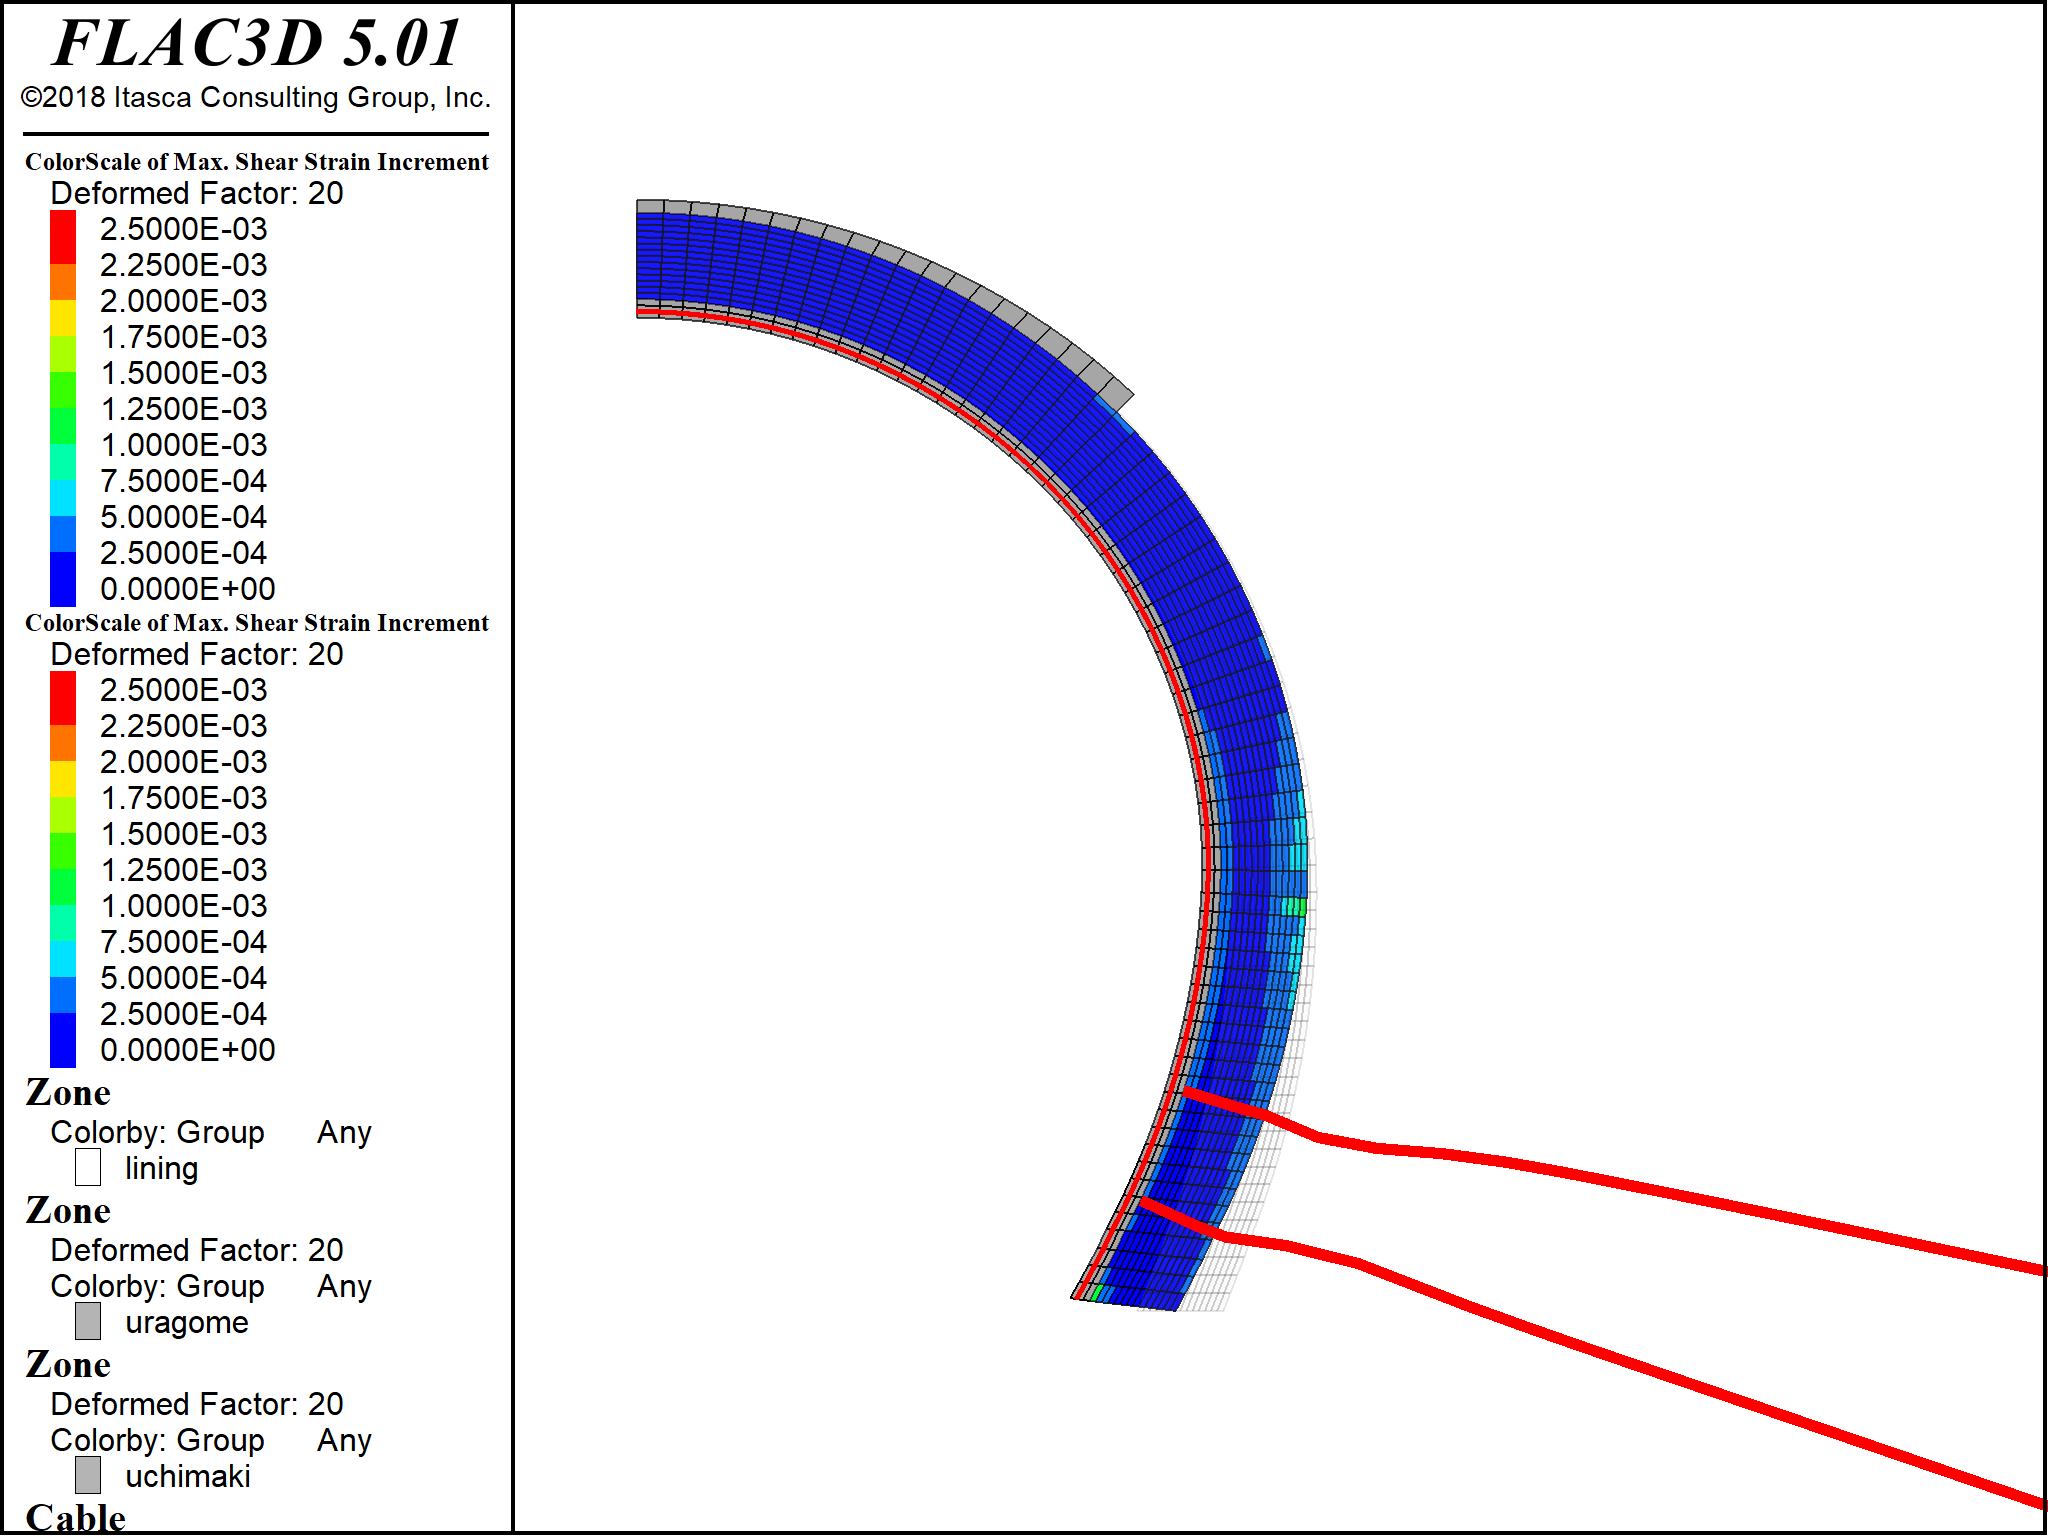 FLAC3D 5.01
©2018 Itasca Consulting Group, Inc.
ColorScale of Max. Shear Strain Increment
Deformed Factor: 20
2.5000E-03
2.2500E-03
2.0000E-03
1.7500E-03
1.5000E-03
1.2500E-03
1.0000E-03
7.5000E-04
5.0000E-04
2.5000E-04
0.0000E+00
ColorScale of Max. Shear Strain Increment
Deformed Factor: 20
2.5000E-03
2.2500E-03
2.0000E-03
1.7500E-03
1.5000E-03
1.2500E-03
1.0000E-03
7.5000E-04
5.0000E-04
2.5000E-04
0.0000E+00
Zone
Colorby: Group Any
lining
Zone
Deformed Factor: 20
Colorby: Group Any
uragome
Zone
Deformed Factor: 20
Colorby: Group Any
uchimaki
Cable